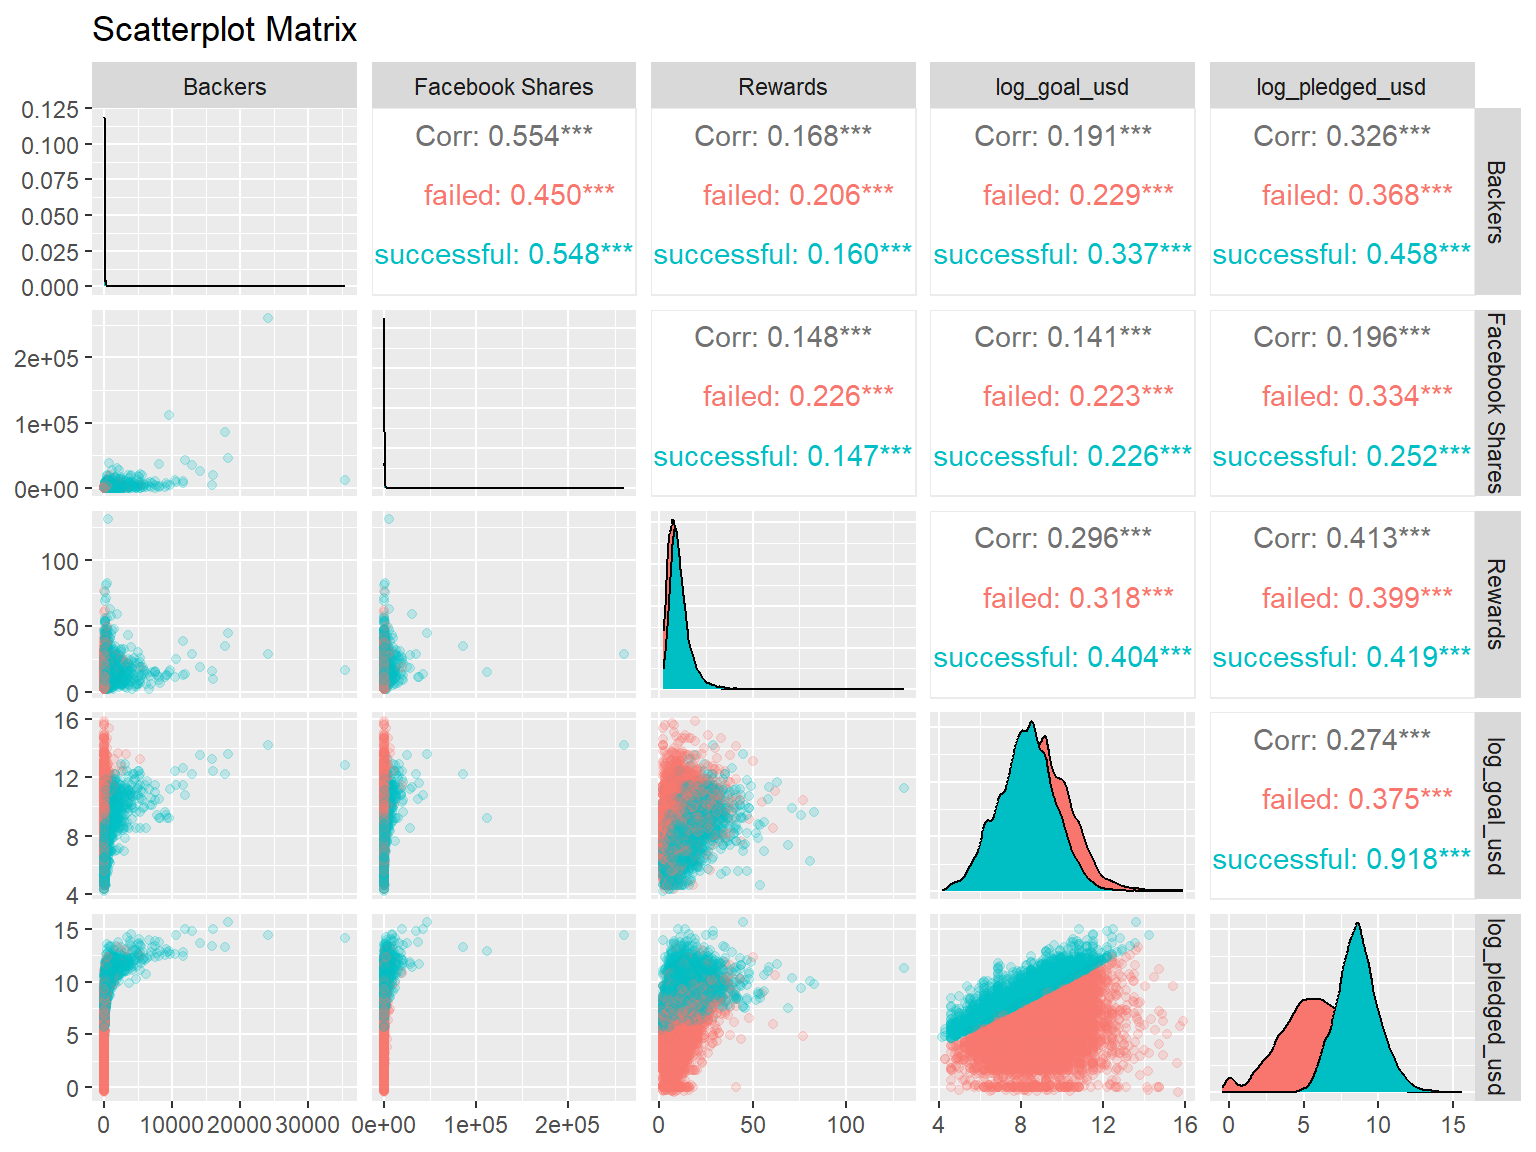 Scatterplot Matrix
Backers Facebook Shares Rewards log_goal_usd log_pledged_usd
0.125
0.100
0.075
0.050
0.025
0.000
Corr: 0.554*** Corr: 0.168*** Corr: 0.191*** Corr: 0.326***
failed: 0.450*** failed: 0.206*** failed: 0.229*** failed: 0.368***
successful: 0.548*** successful: 0.160*** successful: 0.337*** successful: 0.458***
Backers
2e+05
1e+05
0e+00
Corr: 0.148*** Corr: 0.141*** Corr: 0.196***
failed: 0.226*** failed: 0.223*** failed: 0.334***
successful: 0.147*** successful: 0.226*** successful: 0.252***
Facebook Shares
100
50
0
Corr: 0.296*** Corr: 0.413***
failed: 0.318*** failed: 0.399***
successful: 0.404*** successful: 0.419***
Rewards
16
12
8
4
Corr: 0.274***
failed: 0.375***
successful: 0.918***
log_goal_usd
15
10
5
0
log_pledged_usd
0 10000 20000 30000 0e+00 1e+05 2e+05 0 50 100 4 8 12 16 0 5 10 15